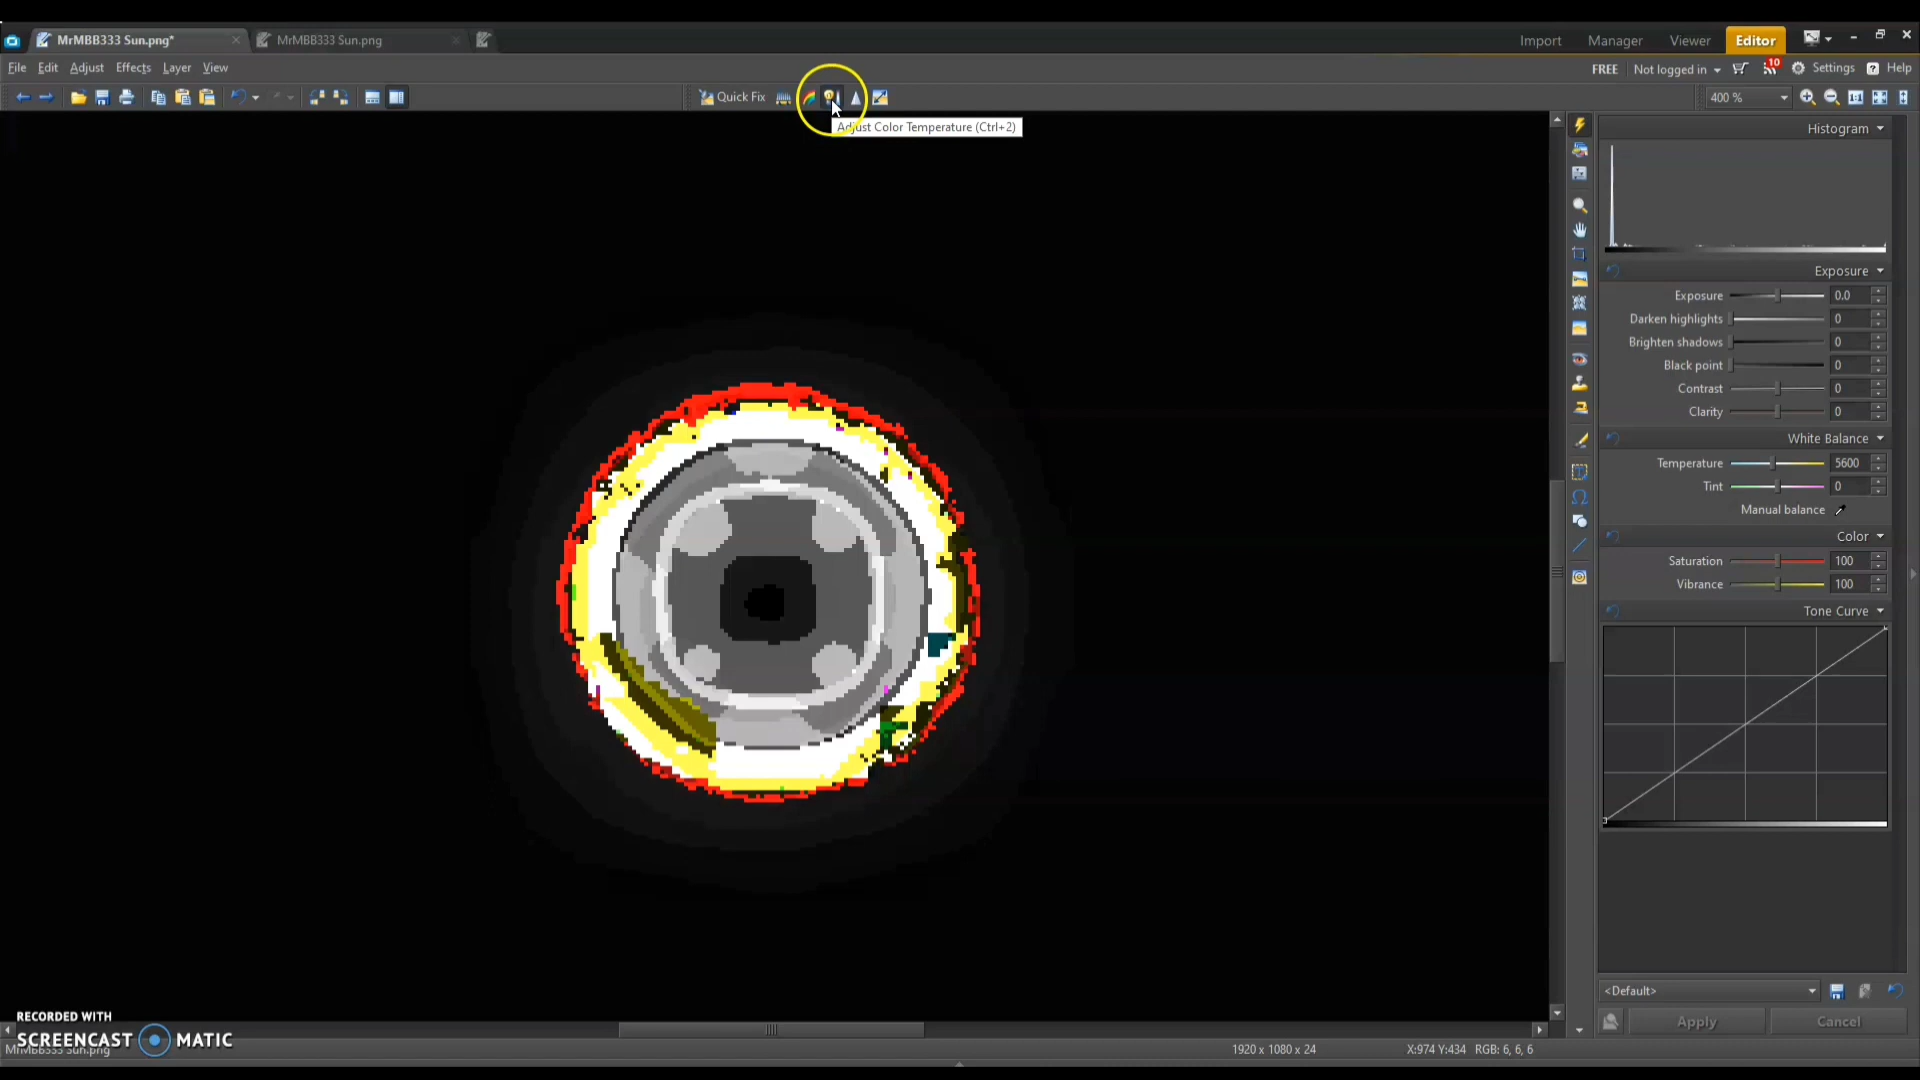 MrMBB333 Sun.png*
MrMBB333 Sun.png
Import
Manager
Viewer
Editor
File Edit Adjust Effects Layer View
FREE
Not logged in
10
Settings
Help
Quick Fix
400 %
Adjust Color Temperature (Ctrl+2)
Histogram
Exposure
Exposure 0.0
Darken highlights 0
Brighten shadows 0
Black point 0
Contrast 0
Clarity 0
White Balance
Temperature 5600
Tint 0
Manual balance
Color
Saturation 100
Vibrance 100
Tone Curve
<Default>
Apply
Cancel
RECORDED WITH
SCREENCAST MATIC
MrMBB333 Sun.png
1920 x 1080 x 24
X:974 Y:434 RGB: 6, 6, 6